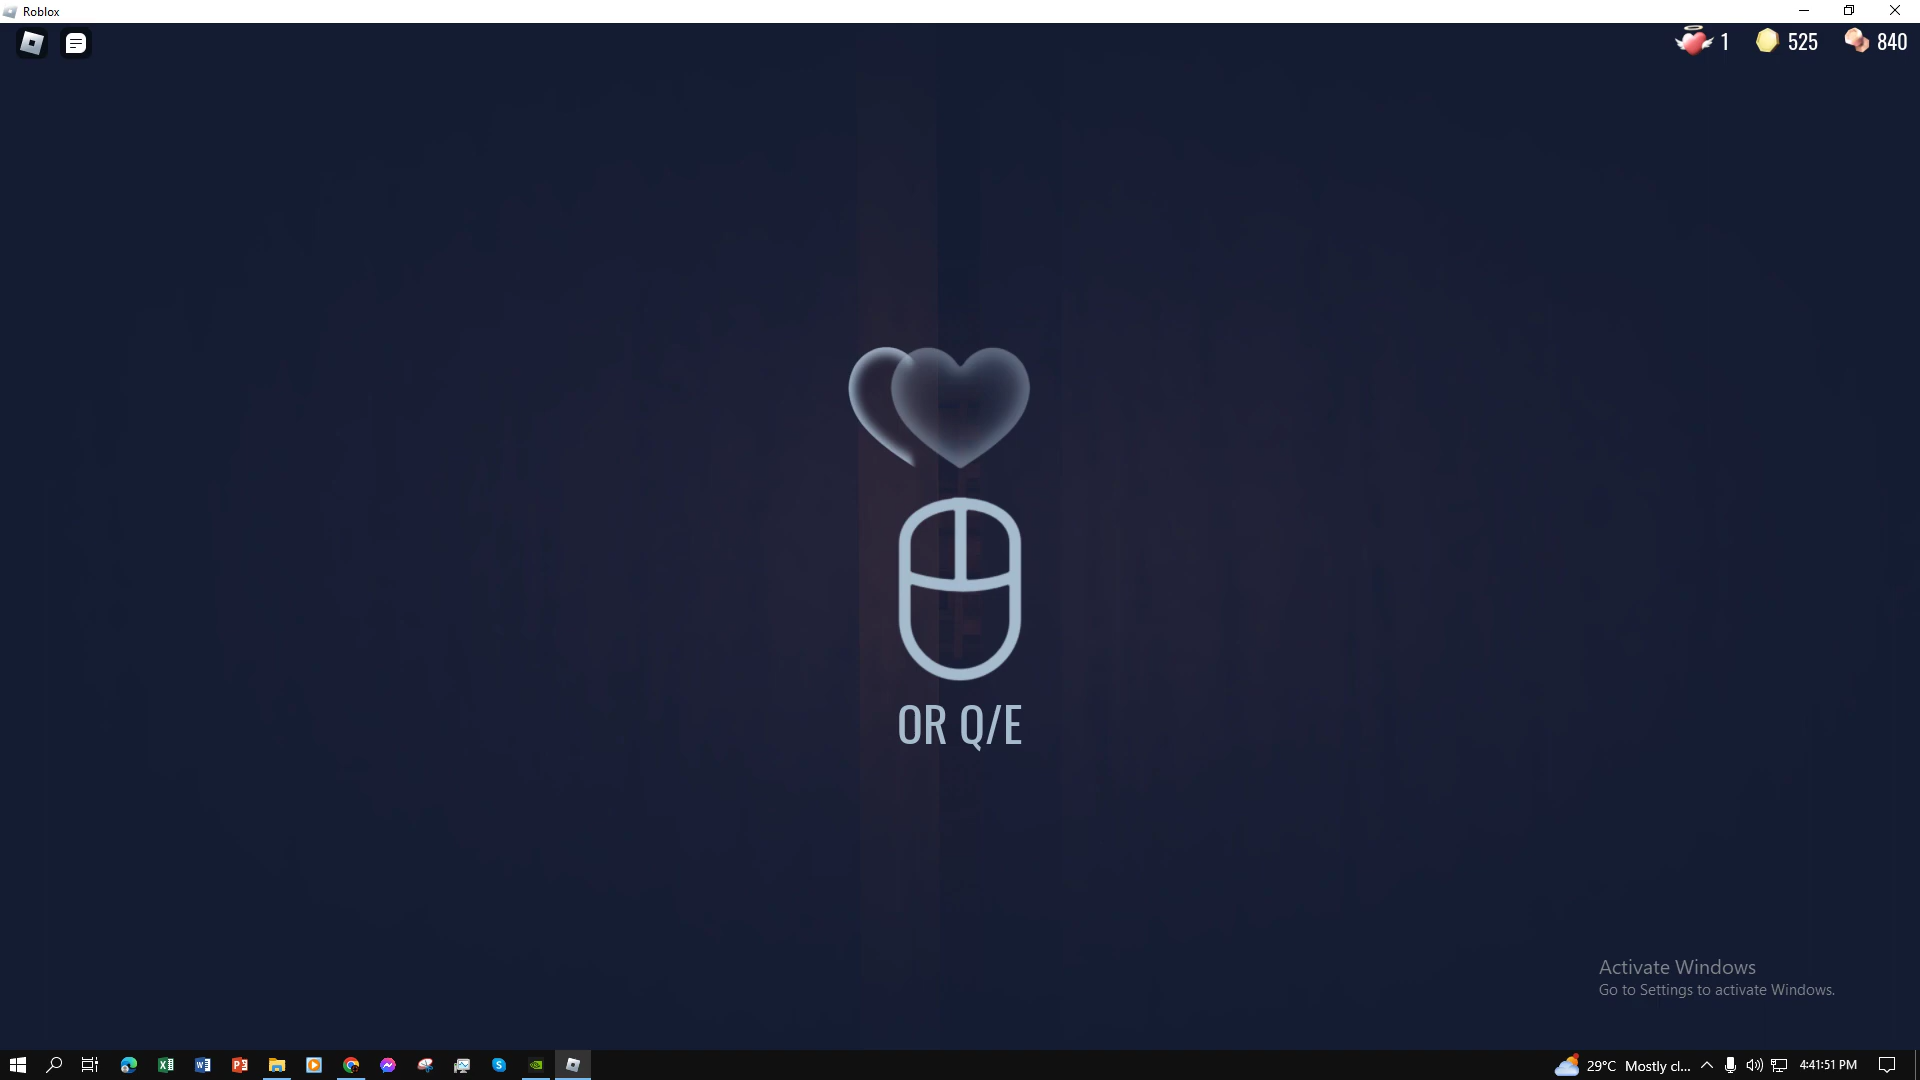 Roblox
1
525
840
OR Q/E
Activate Windows
Go to Settings to activate Windows.
29°C Mostly cl... 4:41:51 PM